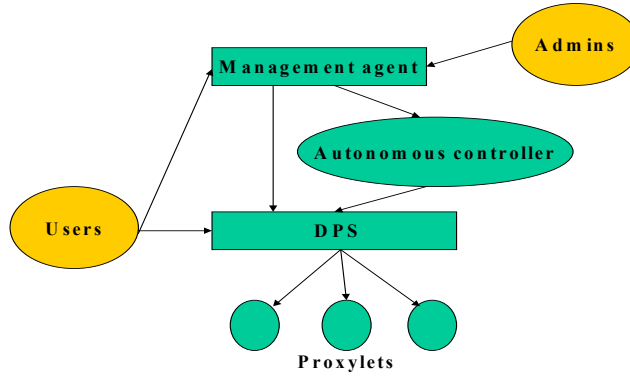 Admins
Management agent
Autonomous controller
Users
DPS
Proxylets